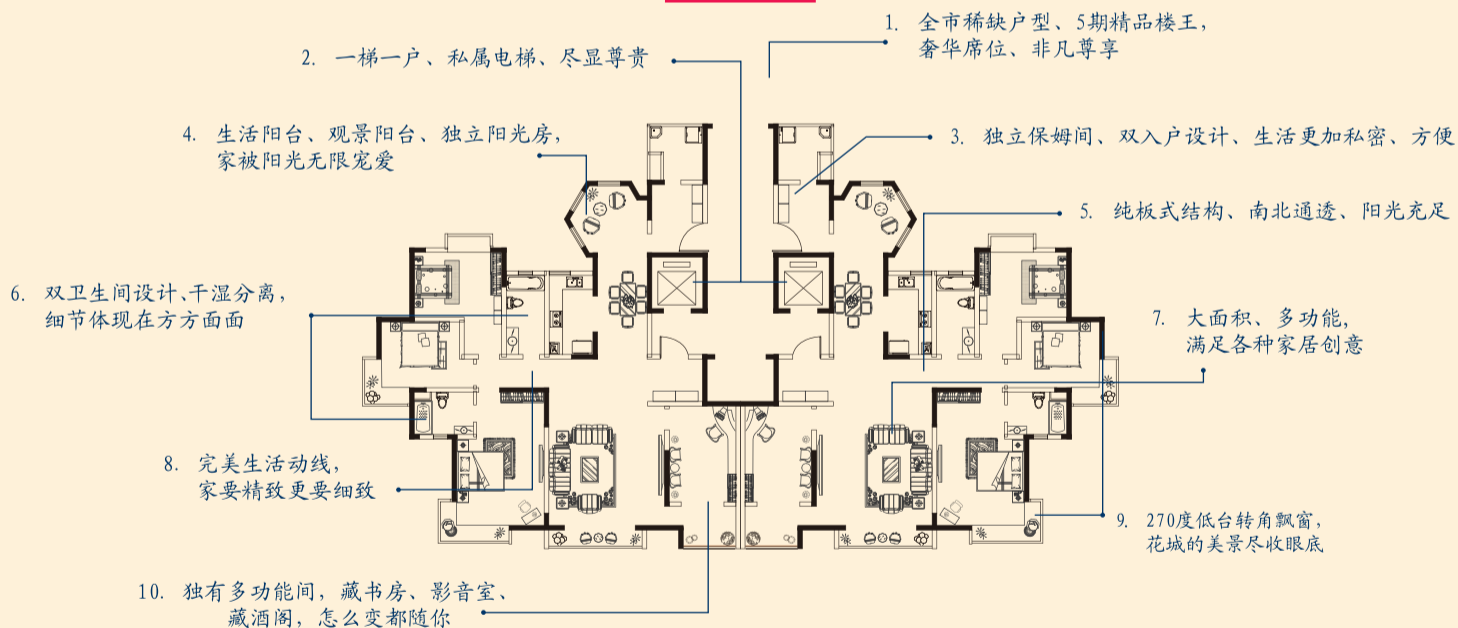 1. 全市稀缺户型、5期精品楼王，
奢华席位、非凡尊享
2. 一梯一户、私属电梯、尽显尊贵
3. 独立保姆间、双入户设计、生活更加私密、方便
4. 生活阳台、观景阳台、独立阳光房，
家被阳光无限宠爱
5. 纯板式结构、南北通透、阳光充足
6. 双卫生间设计、干湿分离，
细节体现在方方面面
7. 大面积、多功能，
满足各种家居创意
8. 完美生活动线，
家要精致更要细致
9. 270度低台转角飘窗，
花城的美景尽收眼底
10. 独有多功能间，藏书房、影音室、
藏酒阁，怎么变都随你